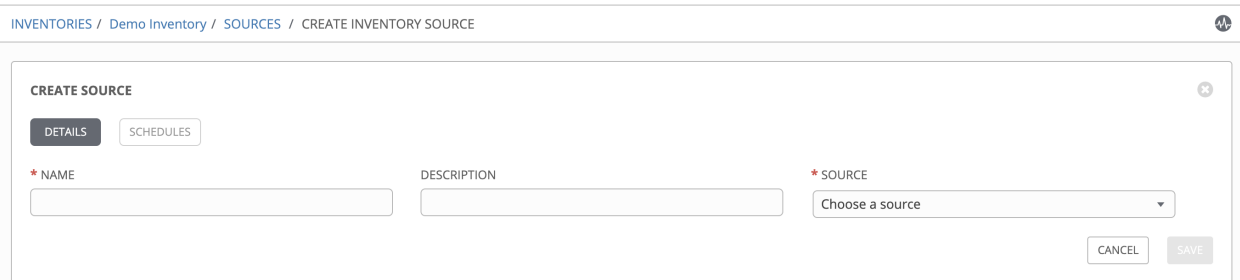 INVENTORIES / Demo Inventory / SOURCES / CREATE INVENTORY SOURCE
CREATE SOURCE
DETAILS SCHEDULES
* NAME DESCRIPTION * SOURCE
Choose a source
CANCEL SAVE